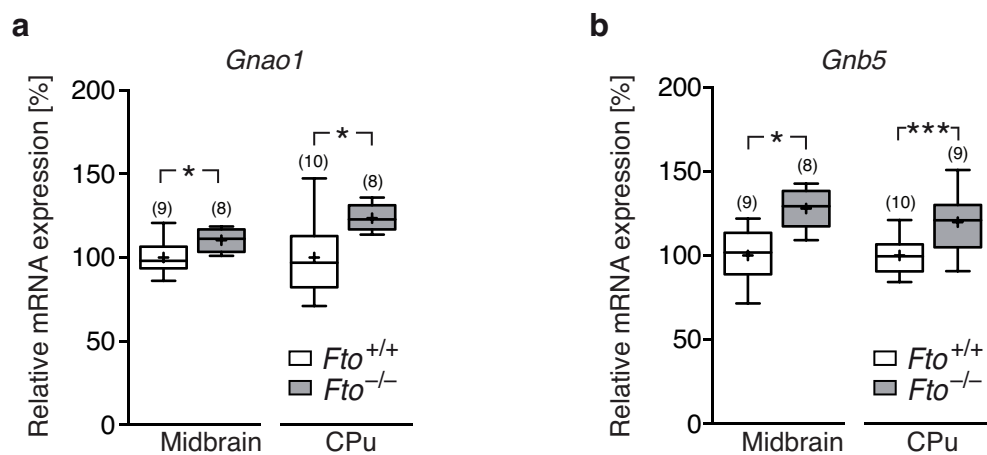 a
Gnao1
Relative mRNA expression [%]
200
150
100
50
0
*
(9)
(8)
*
(10)
(8)
Fto+/+
Fto–/–
Midbrain
CPu
b
Gnb5
Relative mRNA expression [%]
200
150
100
50
0
*
(9)
(8)
***
(10)
(9)
Fto+/+
Fto–/–
Midbrain
CPu